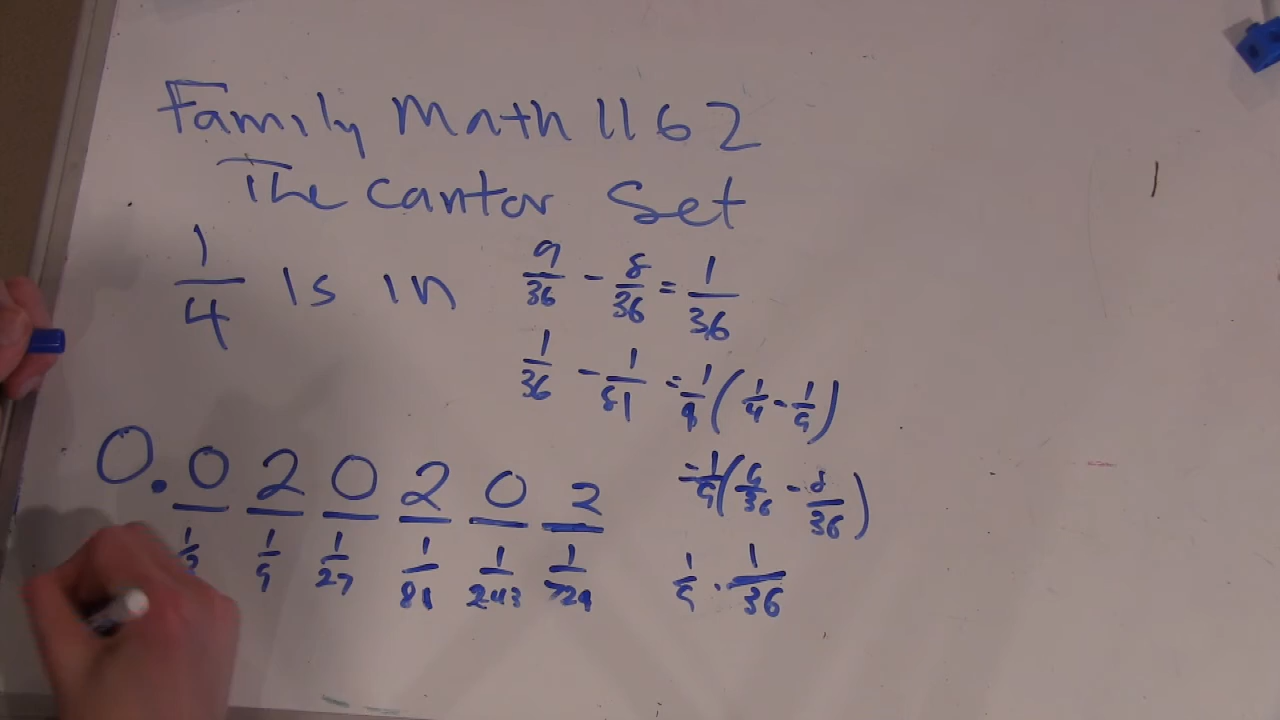 Family Math 1162
The Cantor Set
1/4 is in
9/36 - 8/36 = 1/36
1/36 - 1/81 = 1/9 (1/4 - 1/9)
= 1/9 (9/36 - 8/36)
1/9 · 1/36
0.020202
1/3 1/9 1/27 1/81 1/243 1/729